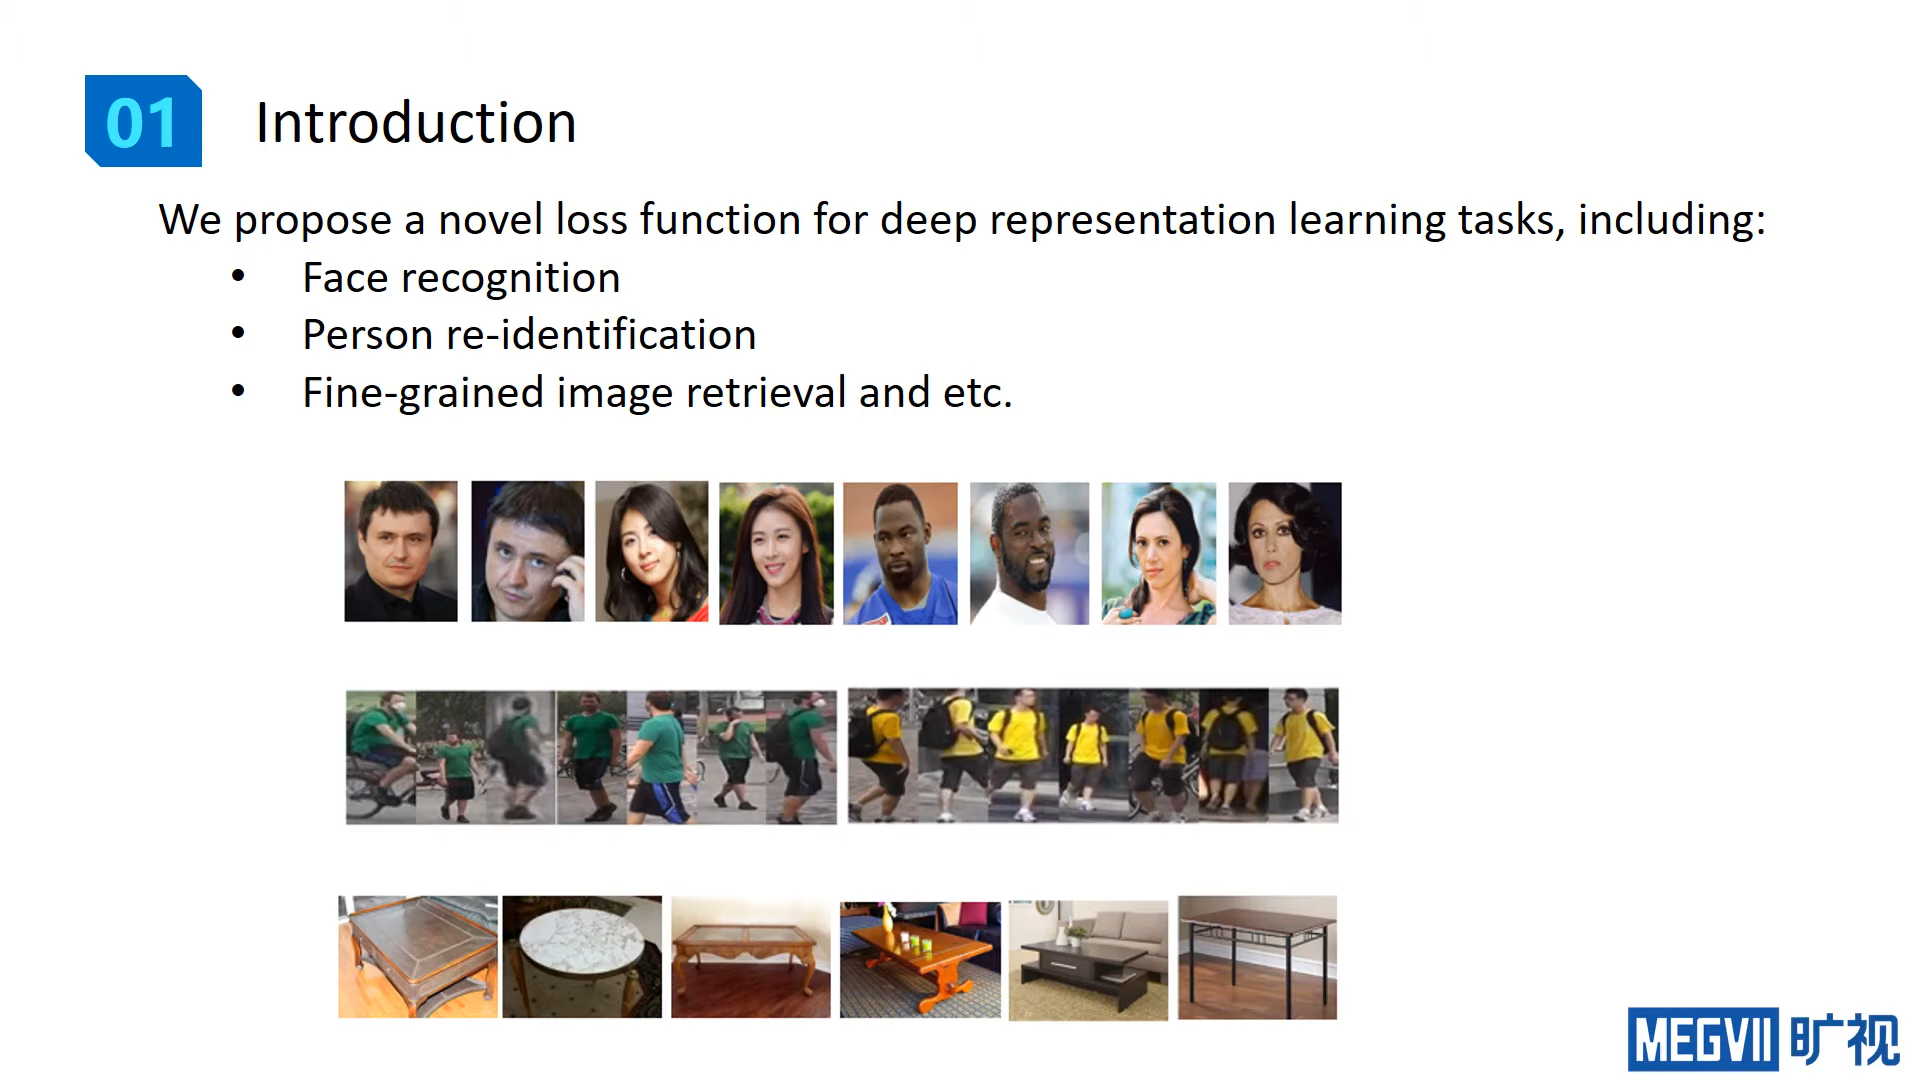 01 Introduction
We propose a novel loss function for deep representation learning tasks, including:
• Face recognition
• Person re-identification
• Fine-grained image retrieval and etc.
MEGVII 旷视